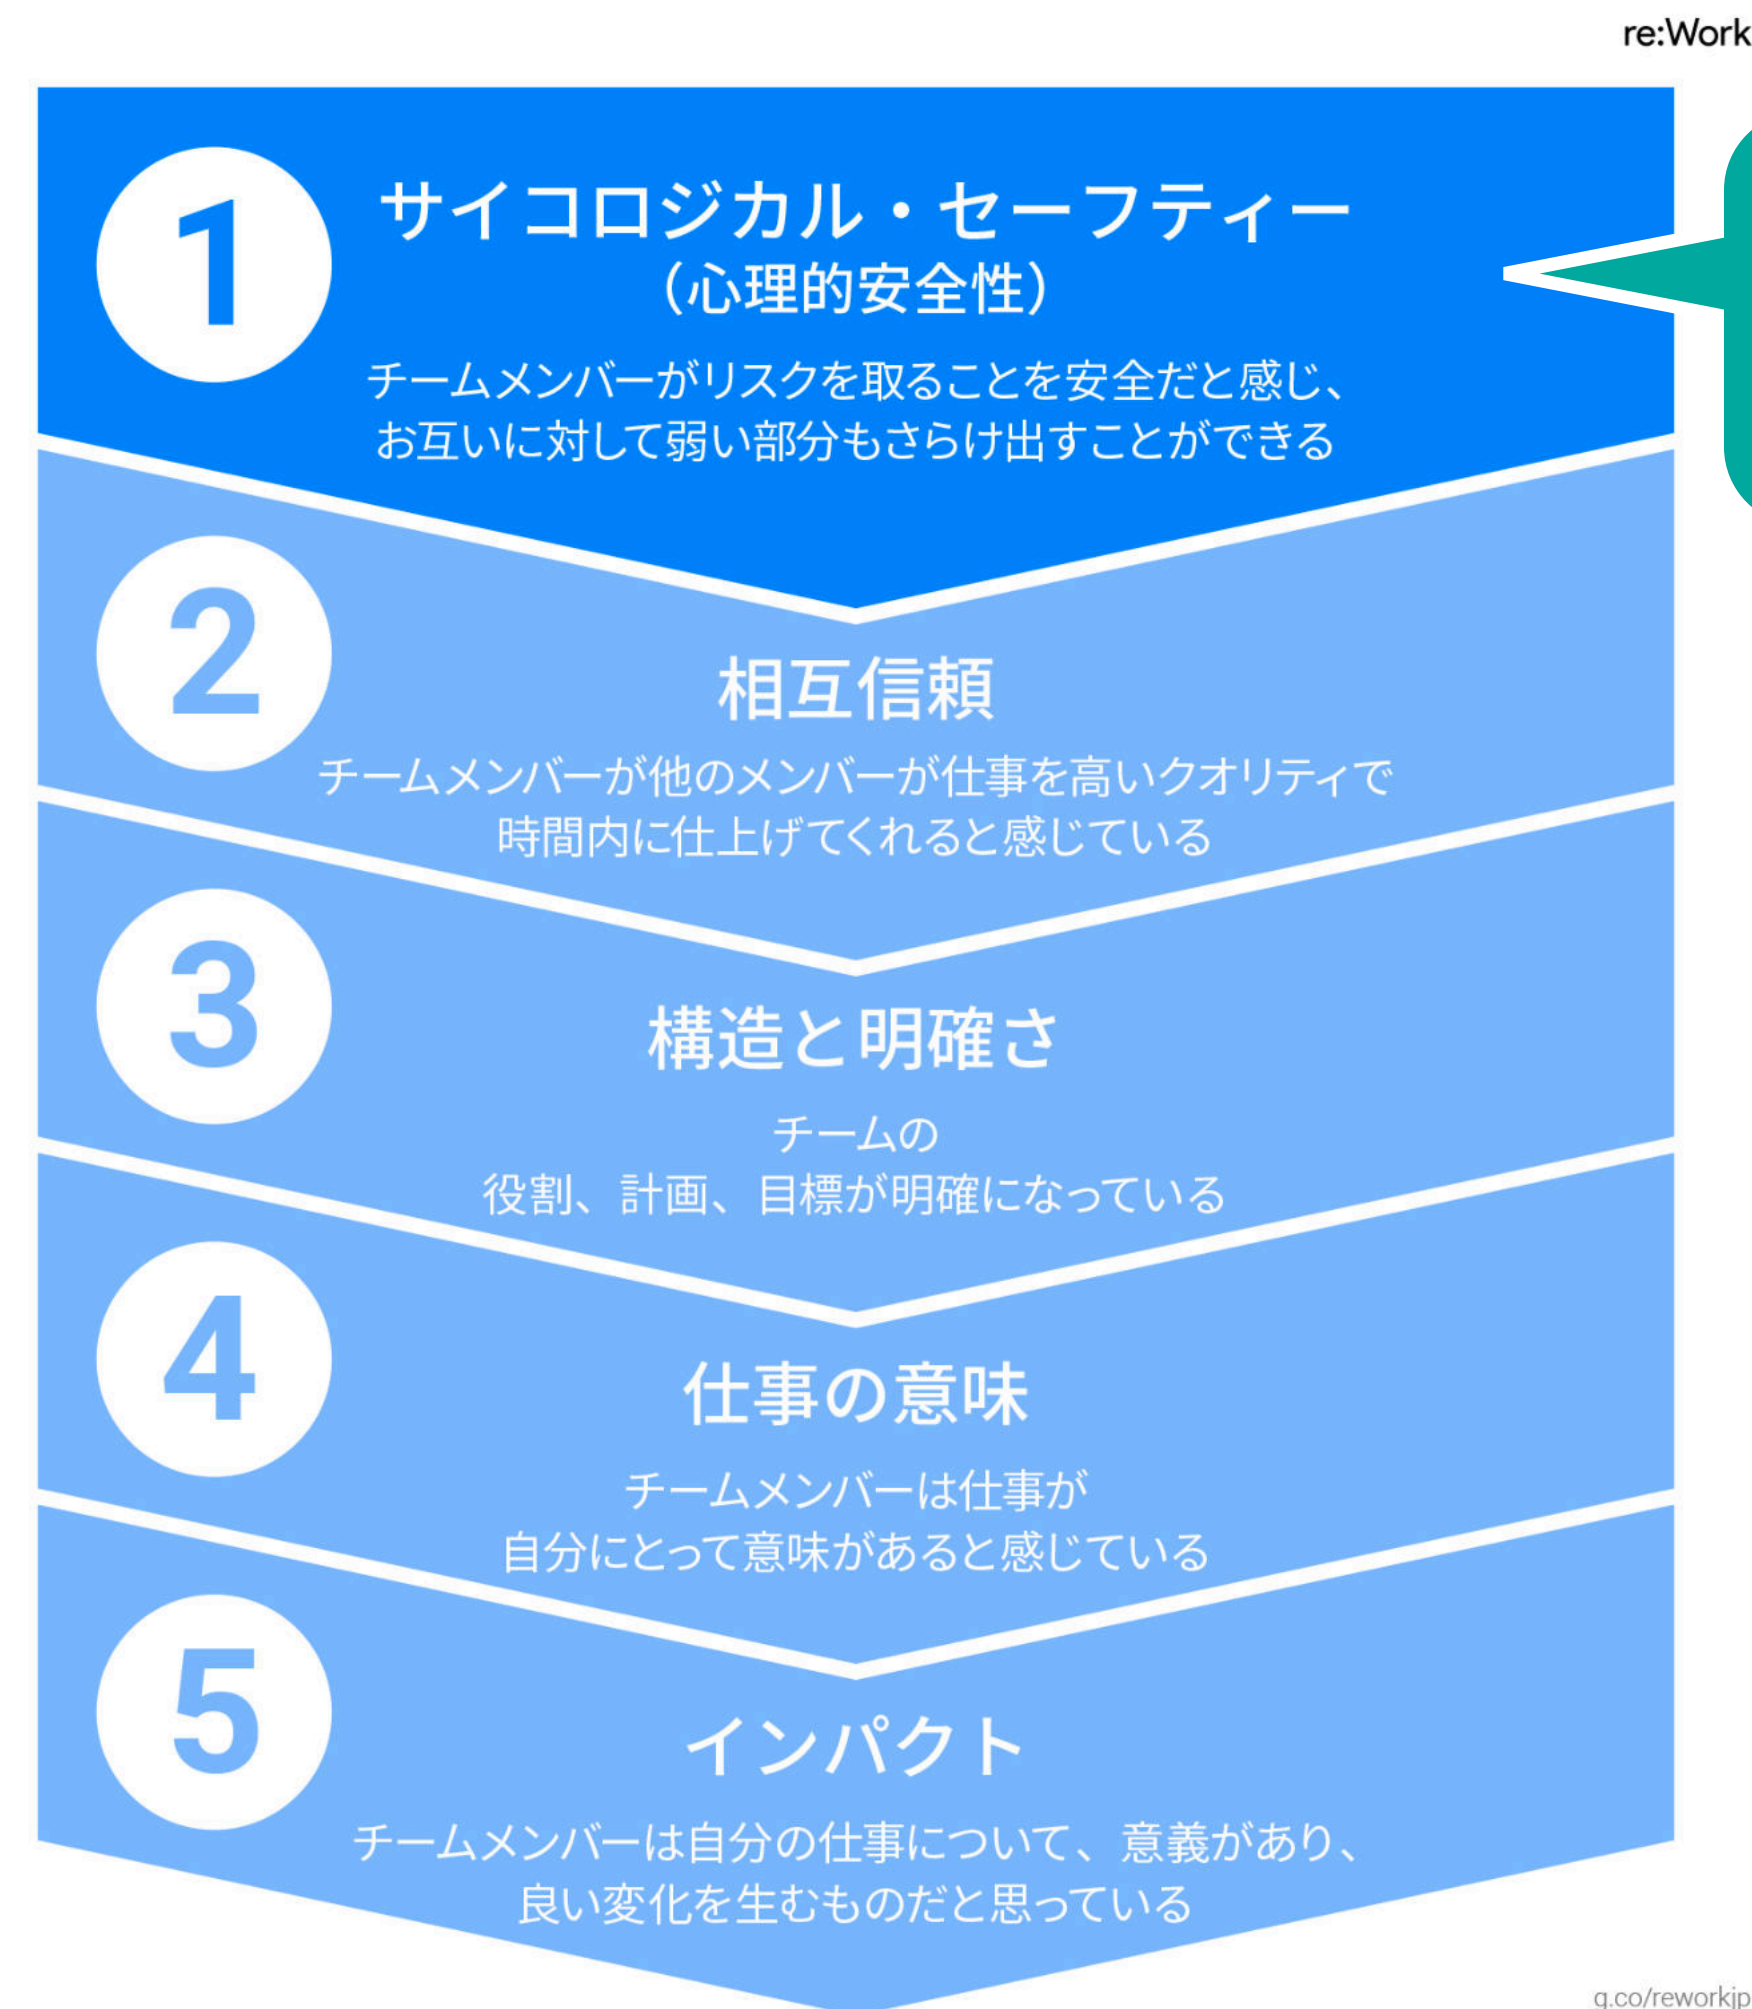 re:Work
1
サイコロジカル・セーフティー
（心理的安全性）
チームメンバーがリスクを取ることを安全だと感じ、
お互いに対して弱い部分もさらけ出すことができる
2
相互信頼
チームメンバーが他のメンバーが仕事を高いクオリティで
時間内に仕上げてくれると感じている
3
構造と明確さ
チームの
役割、計画、目標が明確になっている
4
仕事の意味
チームメンバーは仕事が
自分にとって意味があると感じている
5
インパクト
チームメンバーは自分の仕事について、意義があり、
良い変化を生むものだと思っている
g.co/reworkjp